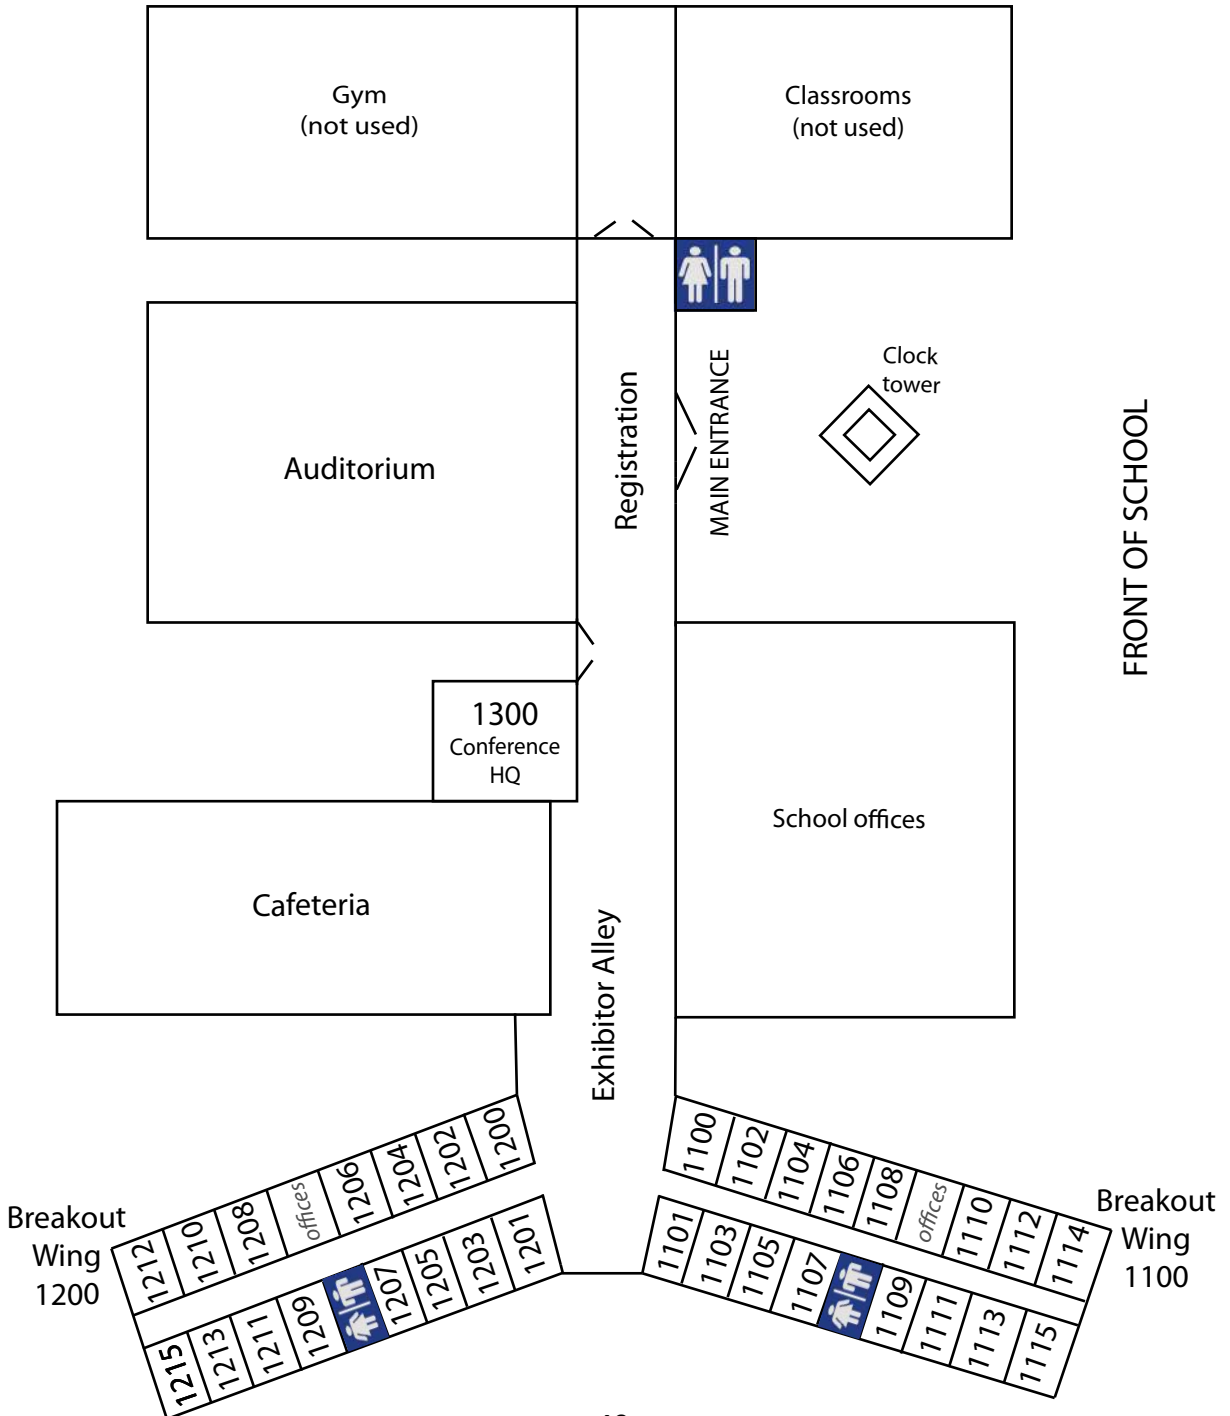 Gym
(not used)
Classrooms
(not used)
Registration
MAIN ENTRANCE
Clock
tower
FRONT OF SCHOOL
Auditorium
1300
Conference
HQ
School offices
Cafeteria
Exhibitor Alley
Breakout
Wing
1200
1212
1210
1208
offices
1206
1204
1202
1200
1215
1213
1211
1209
1207
1205
1203
1201
1100
1102
1104
1106
1108
offices
1110
1112
1114
1101
1103
1105
1107
1109
1111
1113
1115
Breakout
Wing
1100